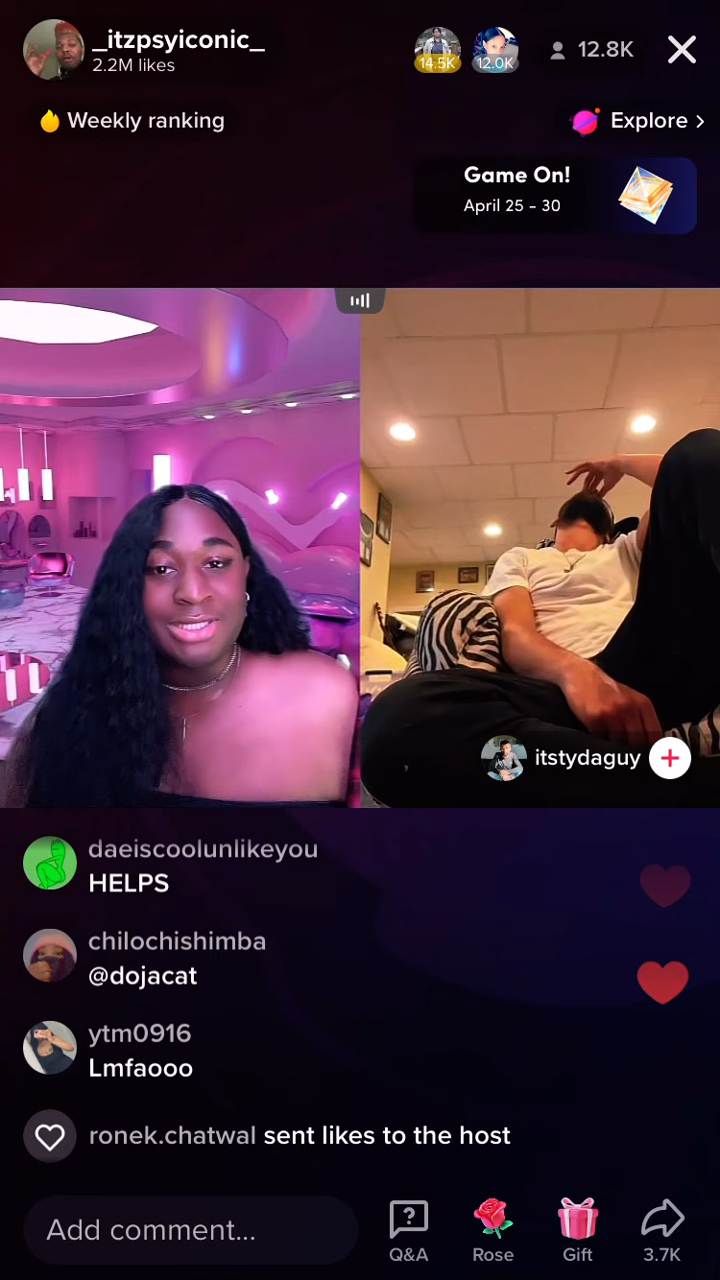 _itzpsyiconic_
2.2M likes
14.5K
12.0K
12.8K
Weekly ranking
Explore >
Game On!
April 25 - 30
itstydaguy
daeiscoolunlikeyou
HELPS
chilochishimba
@dojacat
ytm0916
Lmfaooo
ronek.chatwal sent likes to the host
Add comment...
Q&A
Rose
Gift
3.7K